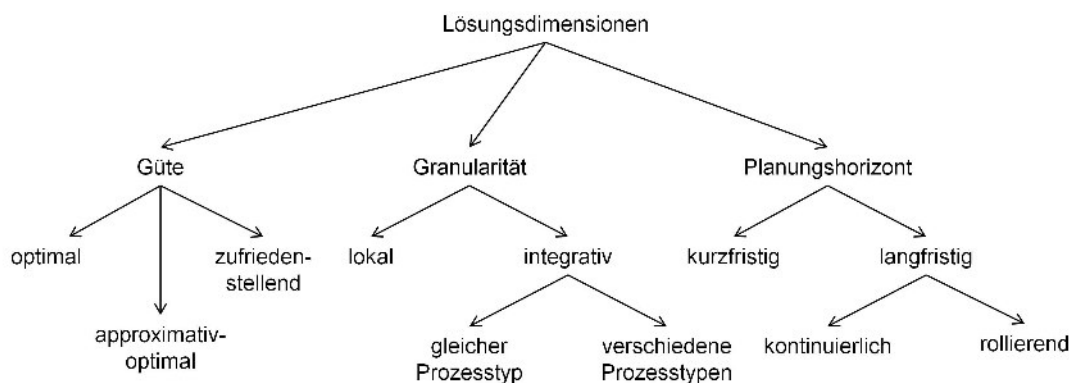 Lösungsdimensionen
Güte
Granularität
Planungshorizont
optimal
zufrieden-
stellend
lokal
integrativ
kurzfristig
langfristig
approximativ-
optimal
gleicher
Prozesstyp
verschiedene
Prozesstypen
kontinuierlich
rollierend